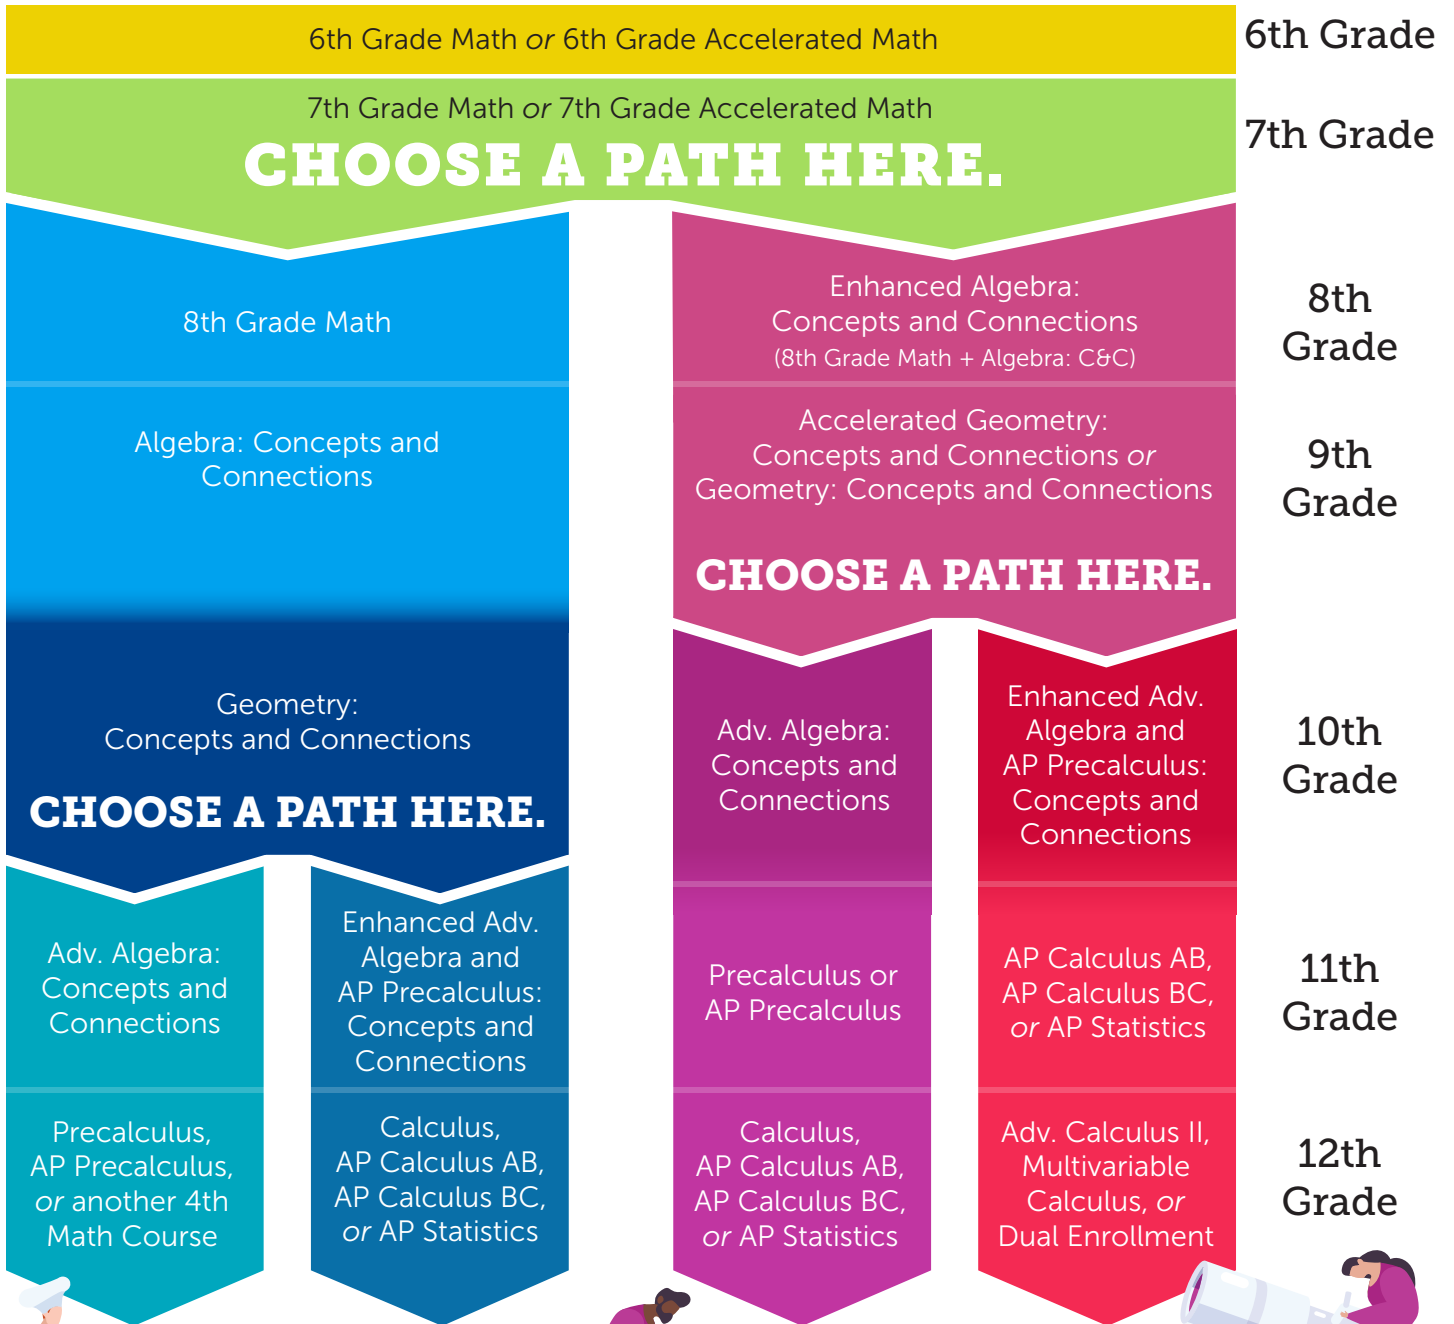 6th Grade Math or 6th Grade Accelerated Math
6th Grade
7th Grade Math or 7th Grade Accelerated Math
CHOOSE A PATH HERE.
7th Grade
8th Grade Math
Enhanced Algebra:
Concepts and Connections
(8th Grade Math + Algebra: C&C)
8th
Grade
Algebra: Concepts and
Connections
Accelerated Geometry:
Concepts and Connections or
Geometry: Concepts and Connections
CHOOSE A PATH HERE.
9th
Grade
Geometry:
Concepts and Connections
CHOOSE A PATH HERE.
Adv. Algebra:
Concepts and
Connections
Enhanced Adv.
Algebra and
AP Precalculus:
Concepts and
Connections
10th
Grade
Adv. Algebra:
Concepts and
Connections
Enhanced Adv.
Algebra and
AP Precalculus:
Concepts and
Connections
Precalculus or
AP Precalculus
AP Calculus AB,
AP Calculus BC,
or AP Statistics
11th
Grade
Precalculus,
AP Precalculus,
or another 4th
Math Course
Calculus,
AP Calculus AB,
AP Calculus BC,
or AP Statistics
Calculus,
AP Calculus AB,
AP Calculus BC,
or AP Statistics
Adv. Calculus II,
Multivariable
Calculus, or
Dual Enrollment
12th
Grade